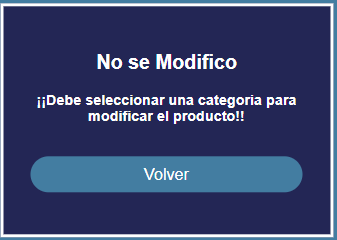 No se Modifico
¡¡Debe seleccionar una categoria para
modificar el producto!!
Volver